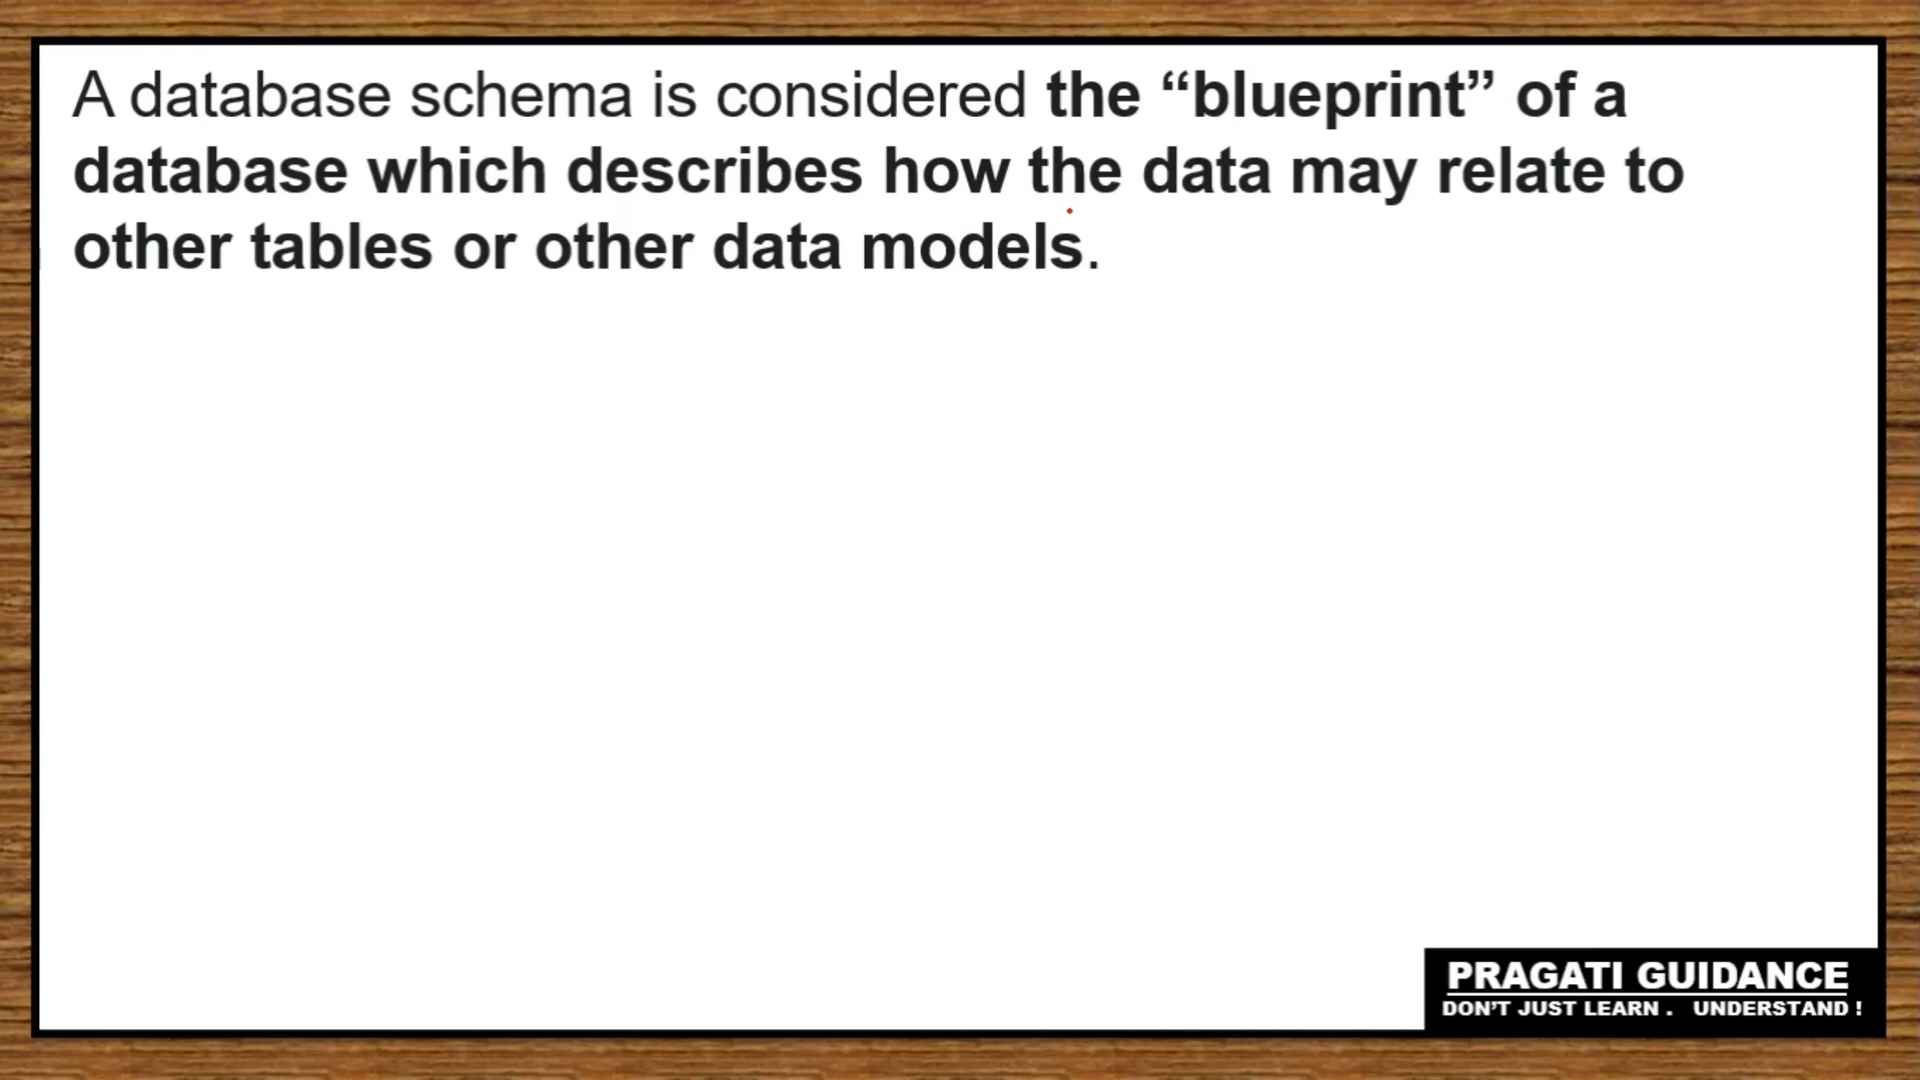 A database schema is considered the “blueprint” of a
database which describes how the data may relate to
other tables or other data models.
PRAGATI GUIDANCE
DON'T JUST LEARN . UNDERSTAND !